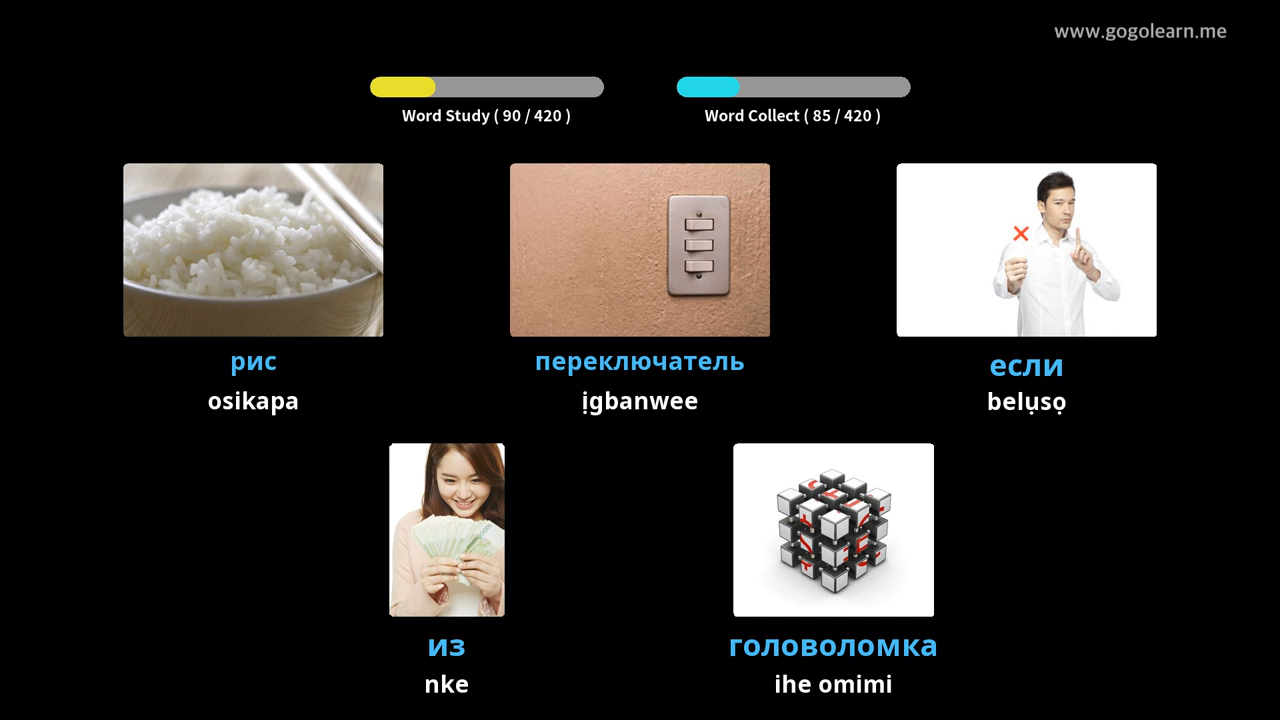 www.gogolearn.me
Word Study ( 90 / 420 )
Word Collect ( 85 / 420 )
рис
переключатель
если
osikapa
ịgbanwee
belụsọ
из
головоломка
nke
ihe omimi